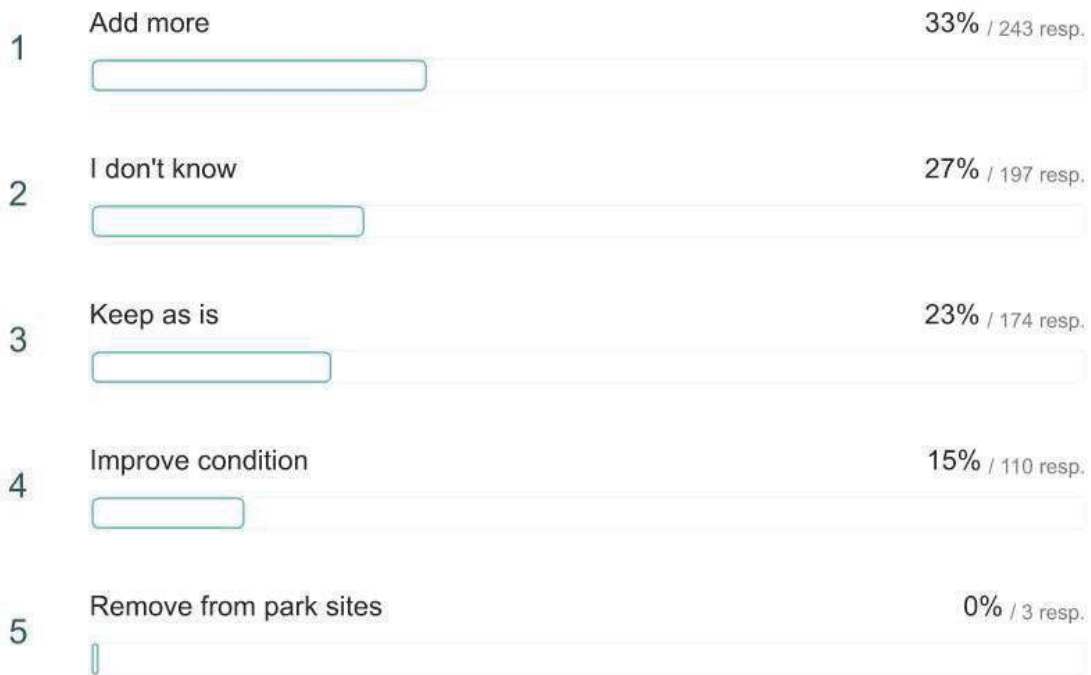 1 Add more 33% / 243 resp.
2 I don't know 27% / 197 resp.
3 Keep as is 23% / 174 resp.
4 Improve condition 15% / 110 resp.
5 Remove from park sites 0% / 3 resp.